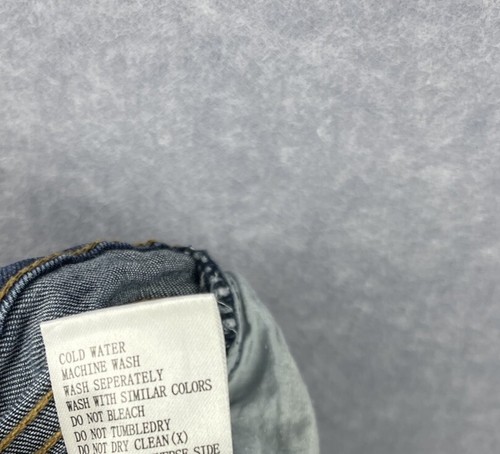 COLD WATER
MACHINE WASH
WASH SEPERATELY
WASH WITH SIMILAR COLORS
DO NOT BLEACH
DO NOT TUMBLEDRY
DO NOT DRY CLEAN(X)
SIDE